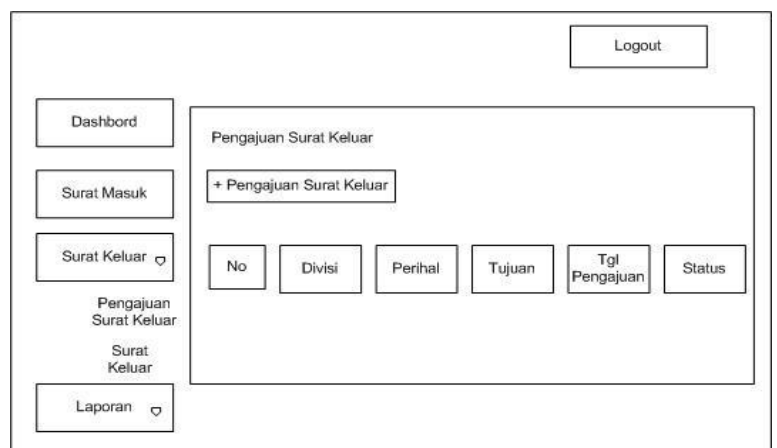 Logout
Dashbord
Surat Masuk
Surat Keluar
Pengajuan
Surat Keluar
Surat
Keluar
Laporan
Pengajuan Surat Keluar
+ Pengajuan Surat Keluar
No
Divisi
Perihal
Tujuan
Tgl
Pengajuan
Status